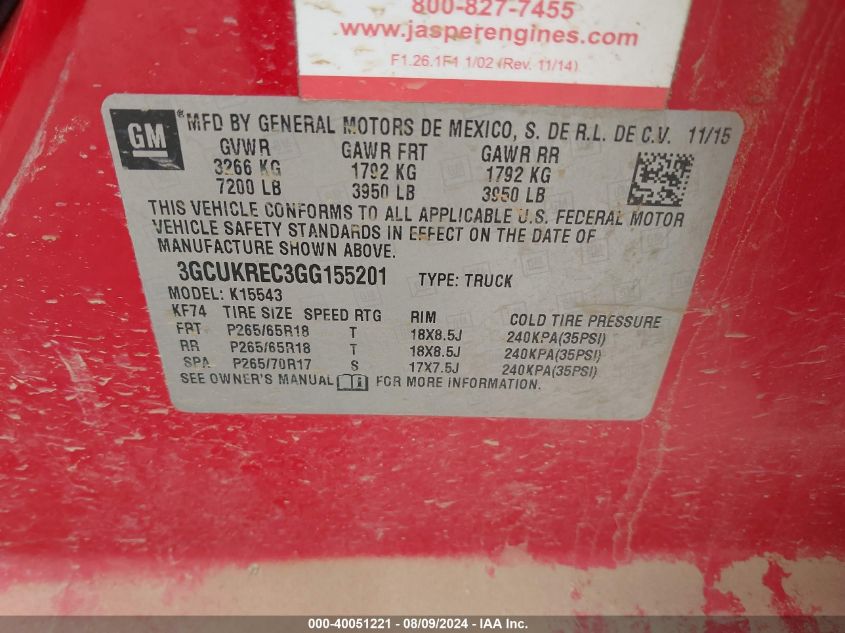 800-827-7455
www.jasperengines.com
F1.26.1F1 1/02 (Rev. 11/14)
GM ® MFD BY GENERAL MOTORS DE MEXICO, S. DE R.L. DE C.V. 11/15
GVWR GAWR FRT GAWR RR
3266 KG 1792 KG 1792 KG
7200 LB 3950 LB 3950 LB
THIS VEHICLE CONFORMS TO ALL APPLICABLE U.S. FEDERAL MOTOR
VEHICLE SAFETY STANDARDS IN EFFECT ON THE DATE OF
MANUFACTURE SHOWN ABOVE.
3GCUKREC3GG155201 TYPE: TRUCK
MODEL: K15543
KF74 TIRE SIZE SPEED RTG RIM COLD TIRE PRESSURE
FRT P265/65R18 T 18X8.5J 240KPA(35PSI)
RR P265/65R18 T 18X8.5J 240KPA(35PSI)
SPA P265/70R17 S 17X7.5J 240KPA(35PSI)
SEE OWNER'S MANUAL FOR MORE INFORMATION.
000-40051221 - 08/09/2024 - IAA Inc.